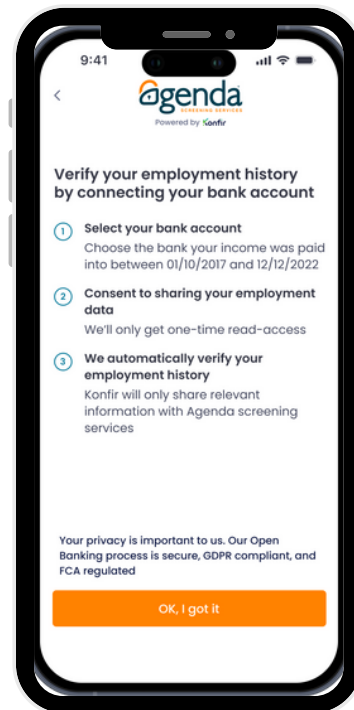 9:41
Agenda
SCREENING SERVICES
Powered by Konfir
Verify your employment history
by connecting your bank account
1 Select your bank account
Choose the bank your income was paid
into between 01/10/2017 and 12/12/2022
2 Consent to sharing your employment
data
We'll only get one-time read-access
3 We automatically verify your
employment history
Konfir will only share relevant
information with Agenda screening
services
Your privacy is important to us. Our Open
Banking process is secure, GDPR compliant, and
FCA regulated
OK, I got it